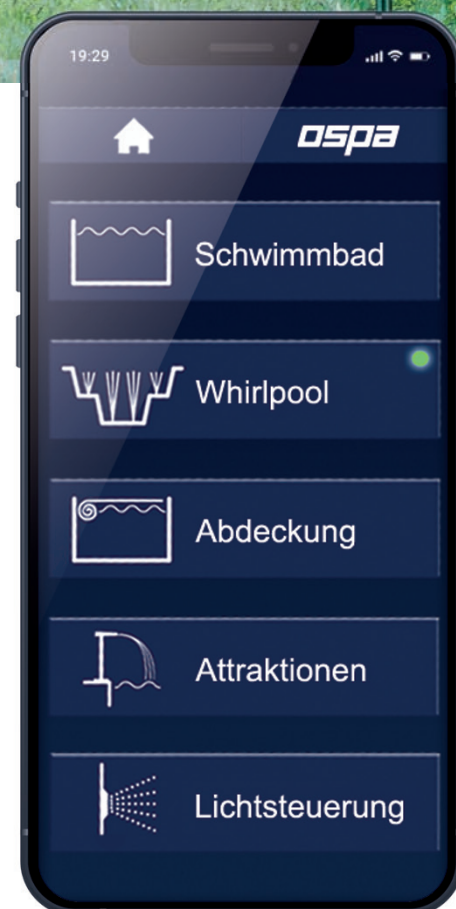 19:29
ospa
Schwimmbad
Whirlpool
Abdeckung
Attraktionen
Lichtsteuerung